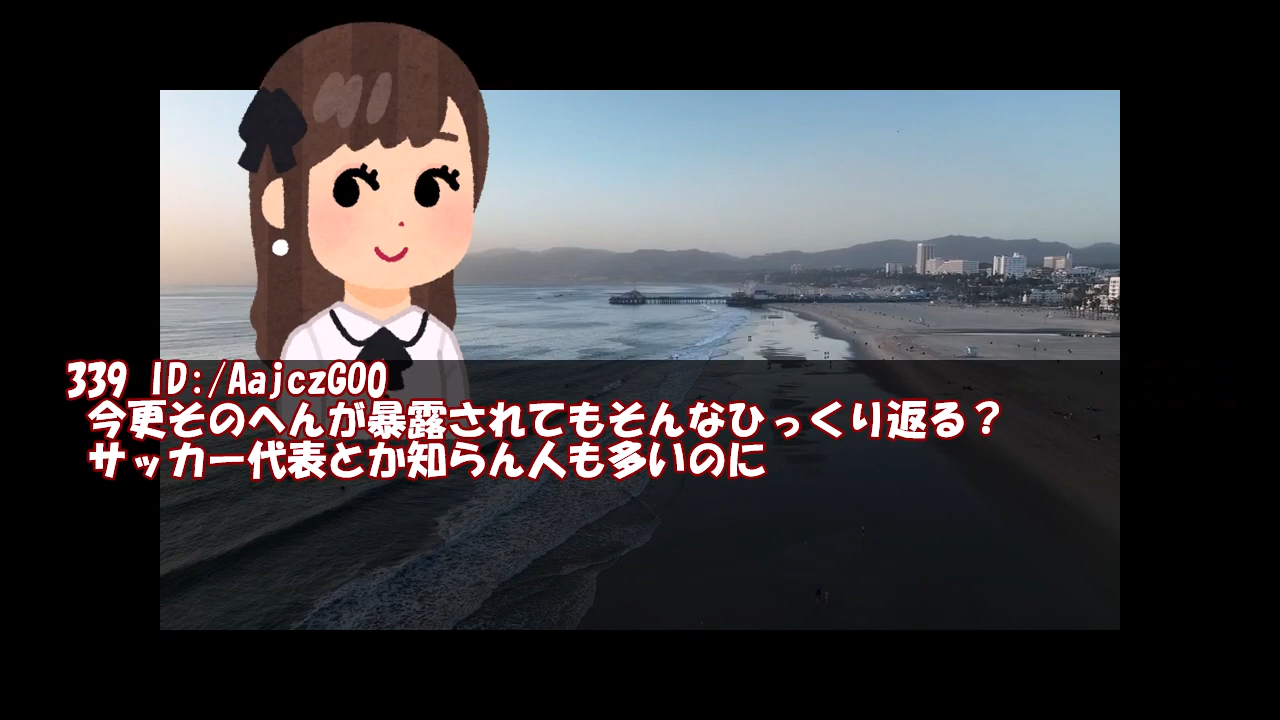 339 ID:/AajczG00
今更そのへんが暴露されてもそんなひっくり返る？
サッカー代表とか知らん人も多いのに